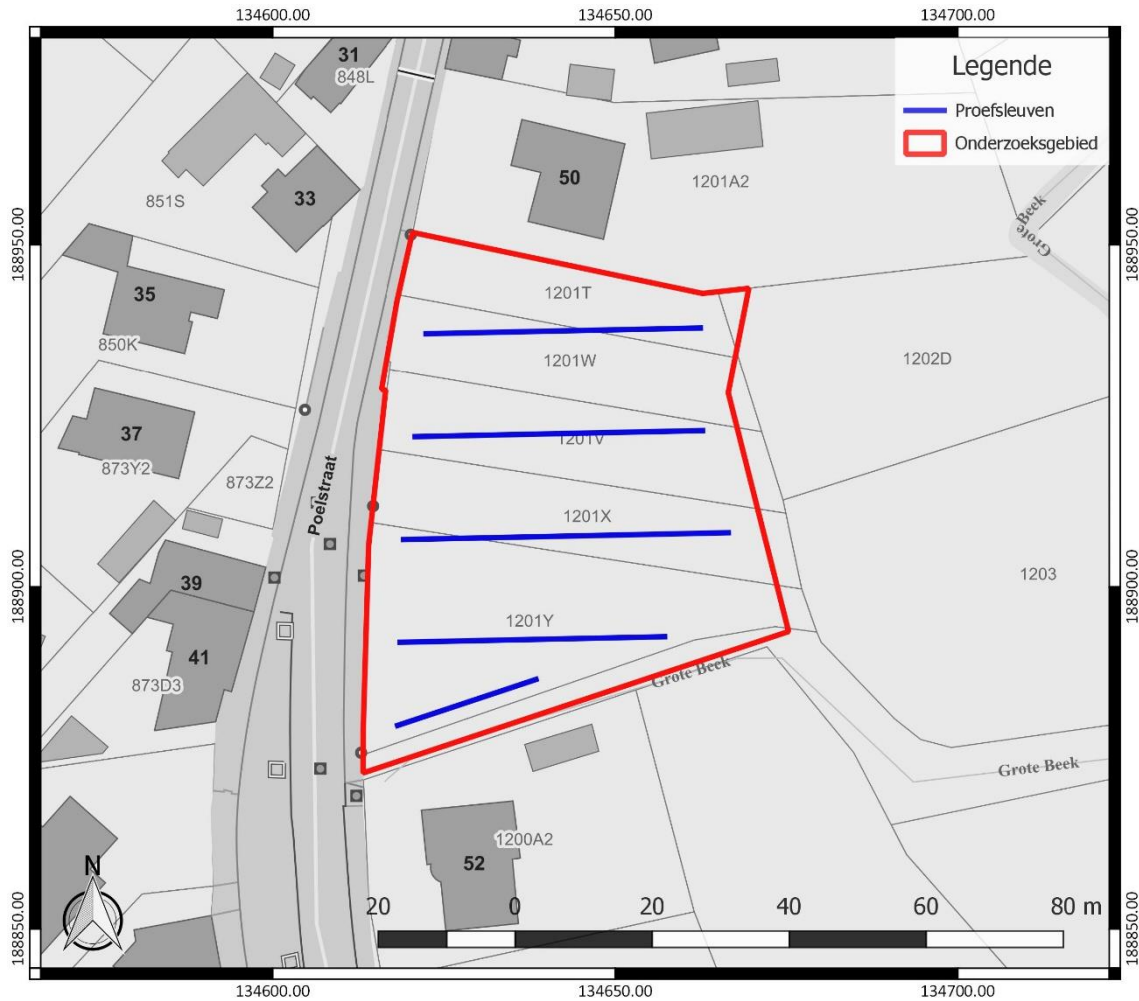 134600.00 134650.00 134700.00
188950.00
188900.00
188850.00
188950.00
188900.00
188850.00
134600.00 134650.00 134700.00
Legende
Proefsleuven
Onderzoeksgebied
31
848L
50
1201A2
851S
33
Grote Beek
35
850K
1201T
1201W
1202D
37
873Y2
1201V
873Z2
Poelstraat
1201X
39
1203
1201Y
41
873D3
Grote Beek
Grote Beek
1200A2
52
N
20 0 20 40 60 80 m